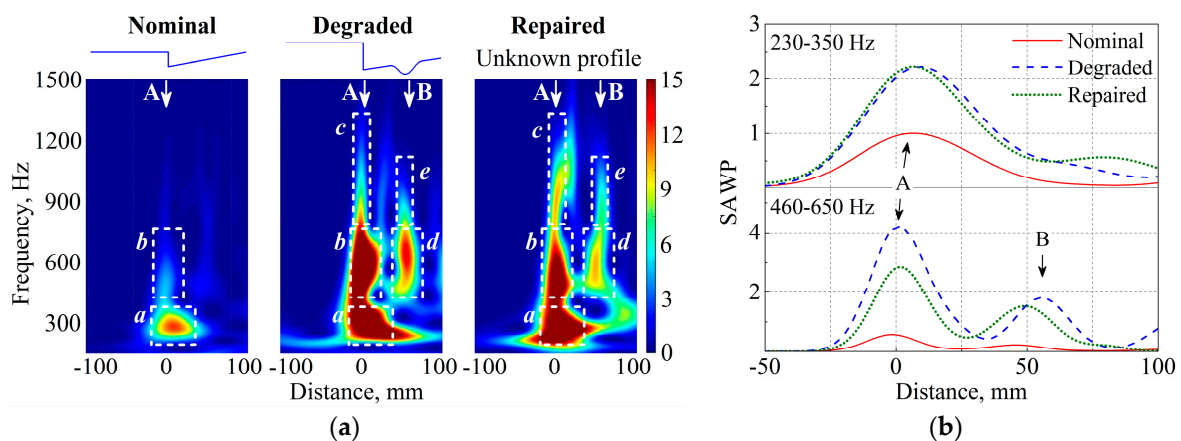 Nominal
Degraded
Repaired
Unknown profile
1500
1200
900
600
300
Frequency, Hz
A
b
a
A
B
c
e
b
d
a
A
B
c
e
b
d
a
15
12
9
6
3
0
-100
0
100
-100
0
100
-100
0
100
Distance, mm
(a)
3
2
1
4
2
SAWP
230-350 Hz
Nominal
Degraded
Repaired
A
460-650 Hz
B
-50
0
50
100
Distance, mm
(b)